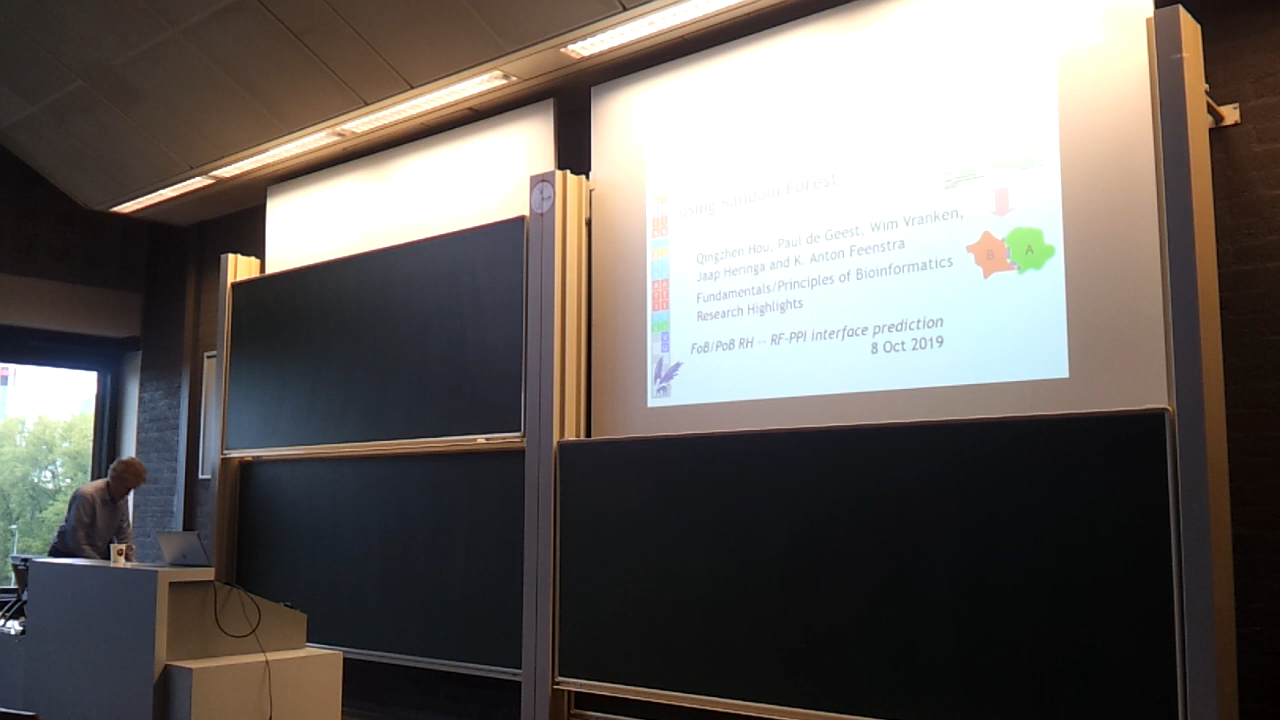 using Random Forest
Qingzhen Hou, Paul de Geest, Wim Vranken,
Jaap Heringa and K. Anton Feenstra
Fundamentals/Principles of Bioinformatics
Research Highlights
FoB/PoB RH -- RF-PPI interface prediction
8 Oct 2019
B A